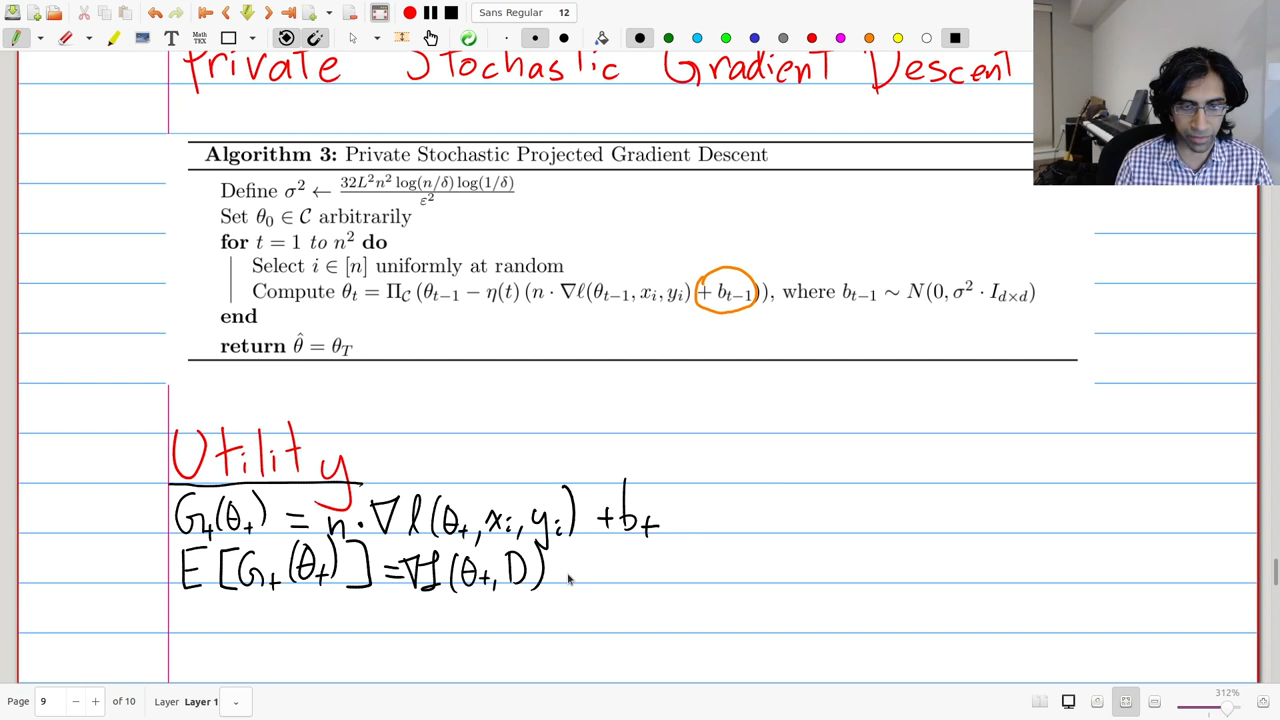 Sans Regular 12
Private Stochastic Gradient Descent
Algorithm 3: Private Stochastic Projected Gradient Descent
Define σ² ← 32L²n² log(n/δ) log(1/δ) / ε²
Set θ₀ ∈ C arbitrarily
for t = 1 to n² do
Select i ∈ [n] uniformly at random
Compute θₜ = Π_C (θₜ₋₁ − η(t) (n · ∇ℓ(θₜ₋₁, xᵢ, yᵢ) + bₜ₋₁)), where bₜ₋₁ ∼ N(0, σ² · I_{d×d})
end
return θ̂ = θ_T
Utility
Gₜ(θₜ) = n · ∇ℓ(θₜ, xᵢ, yᵢ) + bₜ
E[Gₜ(θₜ)] = ∇L(θₜ, D)
Page 9 of 10 Layer Layer 1 312%